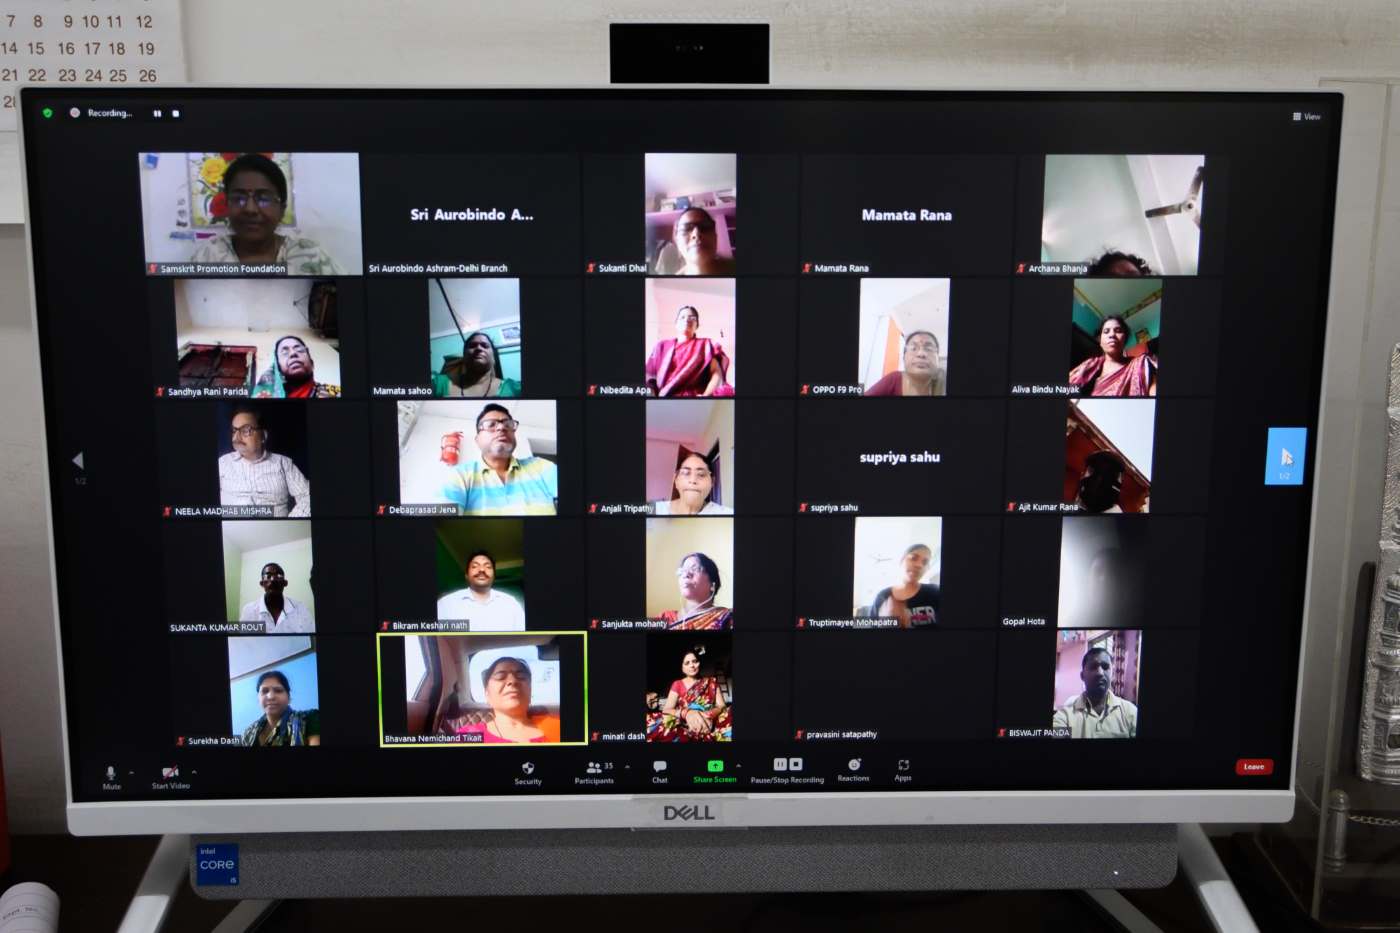 7 8 9 10 11 12
14 15 16 17 18 19
21 22 23 24 25 26
Recording...
View
Sri Aurobindo A...
Mamata Rana
Samskrit Promotion Foundation
Sri Aurobindo Ashram-Delhi Branch
Sukanti Dhal
Mamata Rana
Archana Bhanja
Sandhya Rani Parida
Mamata sahoo
Nibedita Apa
OPPO F9 Pro
Aliva Bindu Nayak
supriya sahu
NEELA MADHAB MISHRA
Debaprasad Jena
Anjali Tripathy
supriya sahu
Ajit Kumar Rana
1/2
1/2
SUKANTA KUMAR ROUT
Bikram Keshari nath
Sanjukta mohanty
Truptimayee Mohapatra
Gopal Hota
Surekha Dash
Bhavana Nemichand Tikait
minati dash
pravasini satapathy
BISWAJIT PANDA
Mute
Start Video
Security
Participants
35
Chat
Share Screen
Pause/Stop Recording
Reactions
Apps
Leave
DELL
intel
CORE
i5